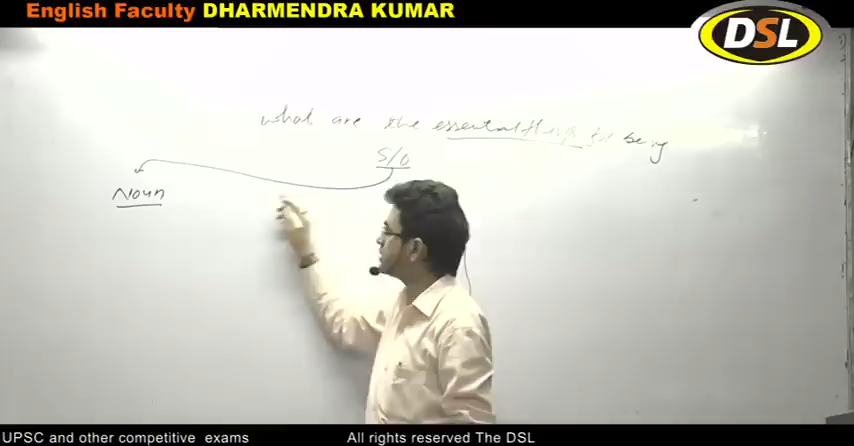 English Faculty DHARMENDRA KUMAR
DSL
what are the essential things for being
S/O
Noun
UPSC and other competitive exams
All rights reserved The DSL